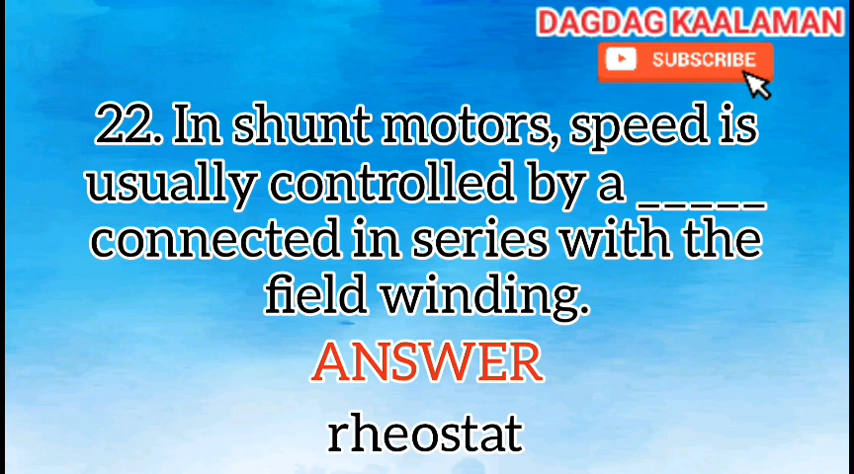 DAGDAG KAALAMAN
SUBSCRIBE
22. In shunt motors, speed is
usually controlled by a _____
connected in series with the
field winding.
ANSWER
rheostat